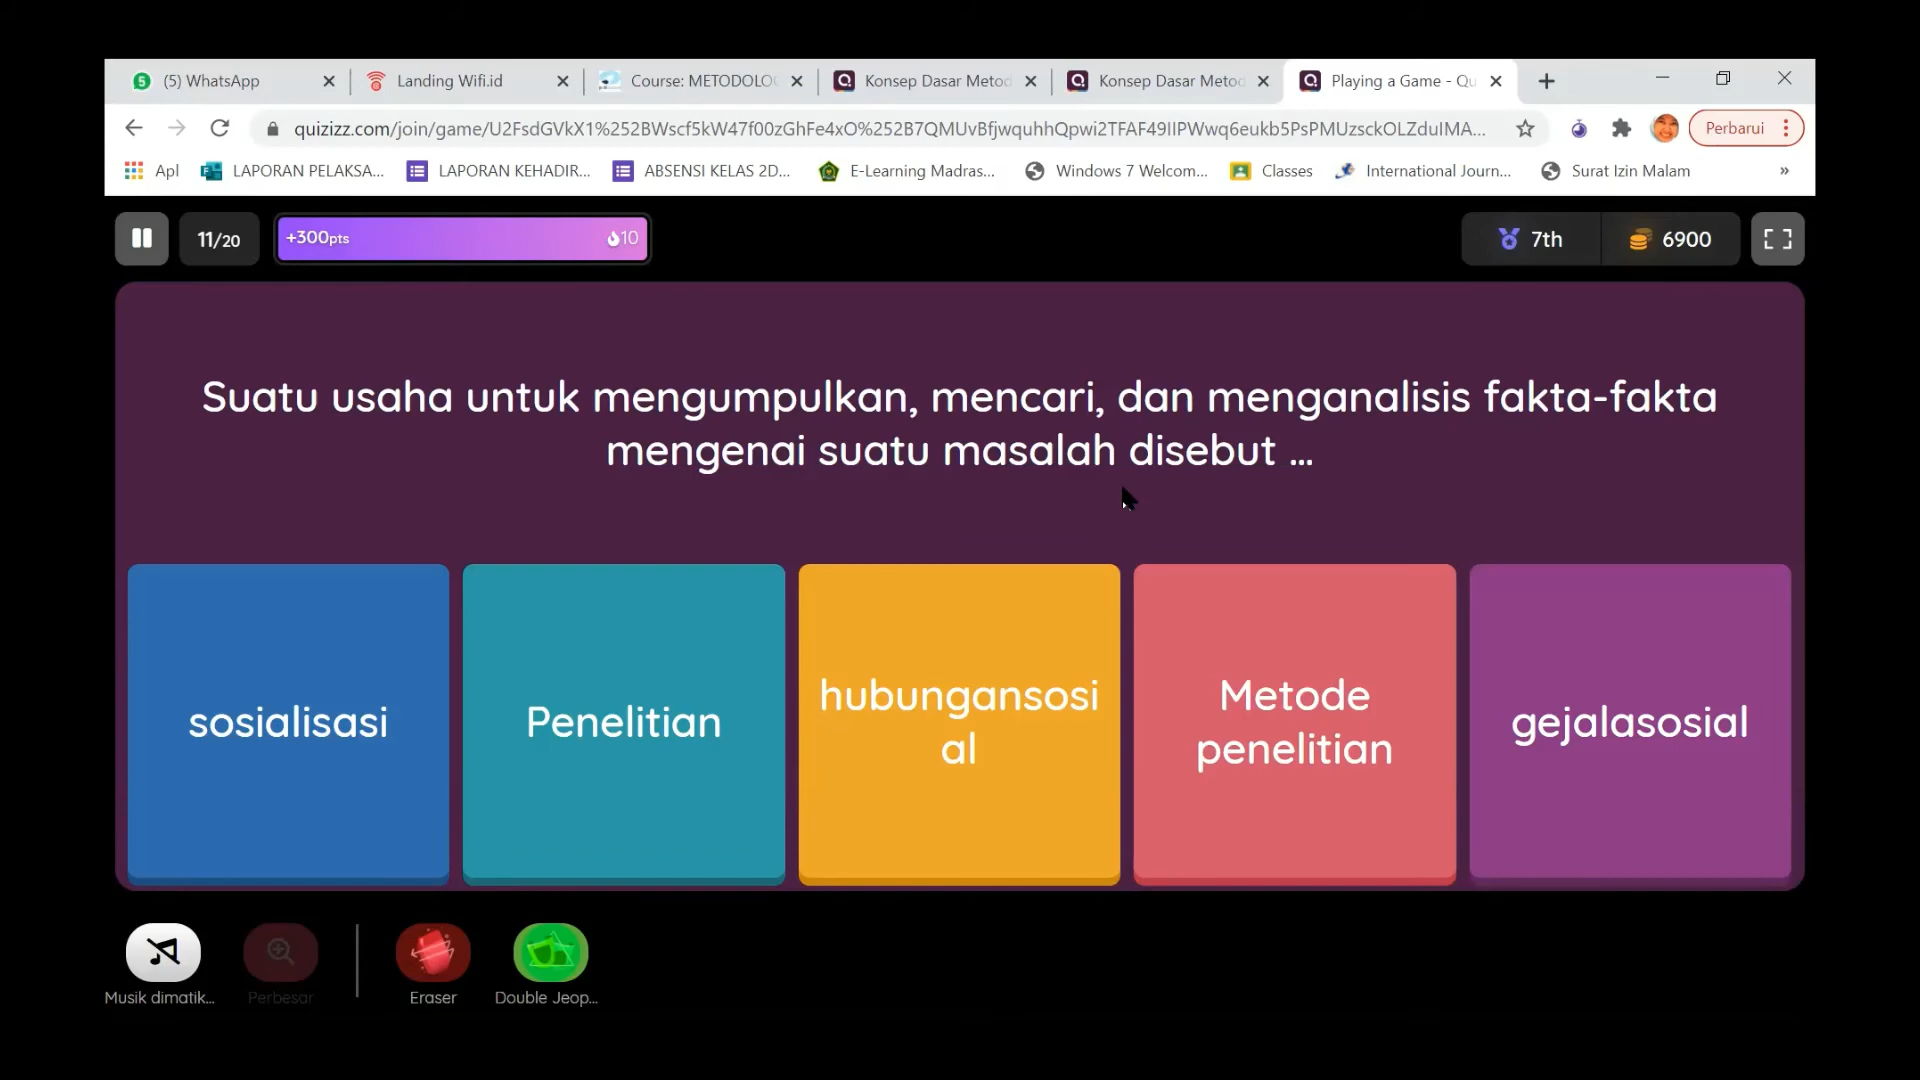 (5) WhatsApp
Landing Wifi.id
Course: METODOLOG
Konsep Dasar Metod
Konsep Dasar Metod
Playing a Game - Qu
quizizz.com/join/game/U2FsdGVkX1%252BWscf5kW47f00zGhFe4xO%252B7QMUvBfjwquhhQpwi2TFAF49IIPWwq6eukb5PsPMUzsckOLZduIMA...
Perbarui
Apl
LAPORAN PELAKSA...
LAPORAN KEHADIR...
ABSENSI KELAS 2D...
E-Learning Madras...
Windows 7 Welcom...
Classes
International Journ...
Surat Izin Malam
»
11/20
+300pts
10
7th
6900
Suatu usaha untuk mengumpulkan, mencari, dan menganalisis fakta-fakta
mengenai suatu masalah disebut ...
sosialisasi
Penelitian
hubungansosi
al
Metode
penelitian
gejalasosial
Musik dimatik...
Perbesar
Eraser
Double Jeop...